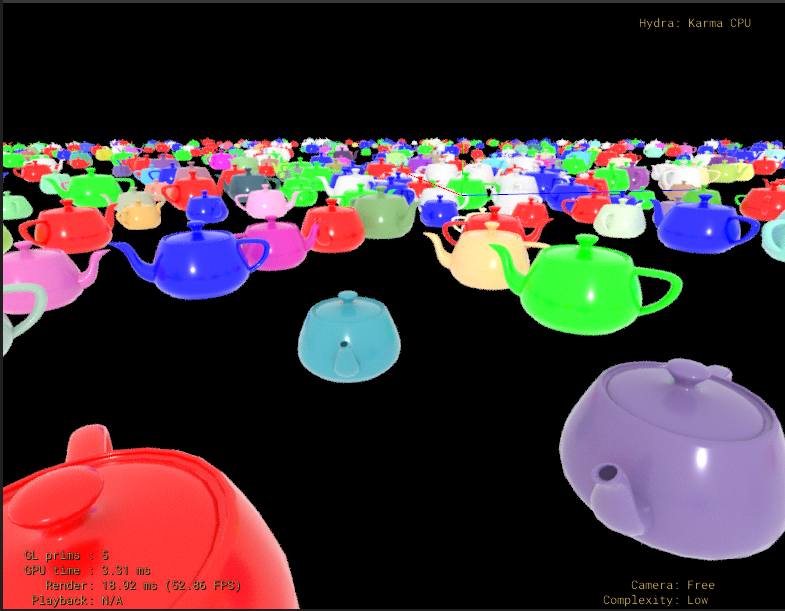 Hydra: Karma CPU
GL prims : 5
GPU time : 3.31 ms
Render: 18.92 ms (52.86 FPS)
Playback: N/A
Camera: Free
Complexity: Low